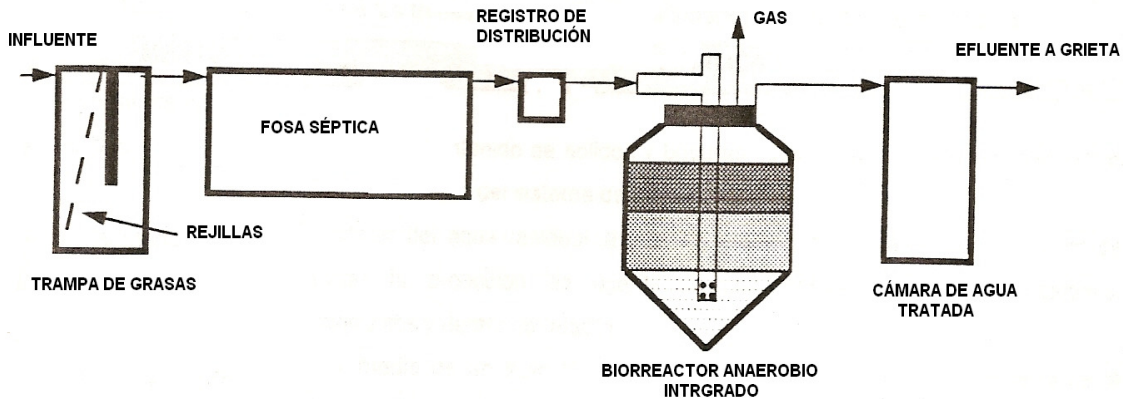 INFLUENTE
REGISTRO DE
DISTRIBUCIÓN
GAS
EFLUENTE A GRIETA
FOSA SÉPTICA
REJILLAS
TRAMPA DE GRASAS
CÁMARA DE AGUA
TRATADA
BIORREACTOR ANAEROBIO
INTRGRADO